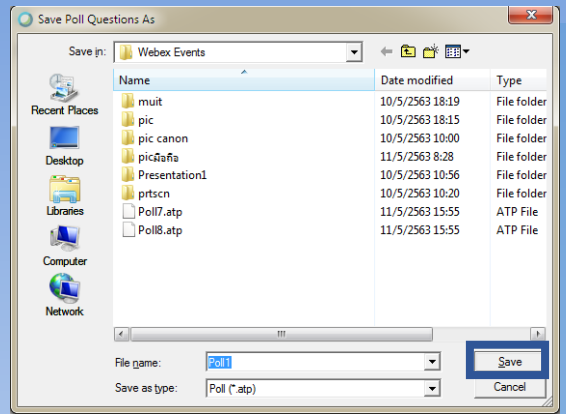 Save Poll Questions As
Save in: Webex Events
Name Date modified Type
muit 10/5/2563 18:19 File folder
pic 10/5/2563 18:15 File folder
pic canon 10/5/2563 10:00 File folder
picมือถือ 11/5/2563 8:28 File folder
Presentation1 10/5/2563 10:56 File folder
prtscn 10/5/2563 10:20 File folder
Poll7.atp 11/5/2563 15:55 ATP File
Poll8.atp 11/5/2563 15:55 ATP File
Recent Places
Desktop
Libraries
Computer
Network
File name: Poll1 Save
Save as type: Poll (*.atp) Cancel